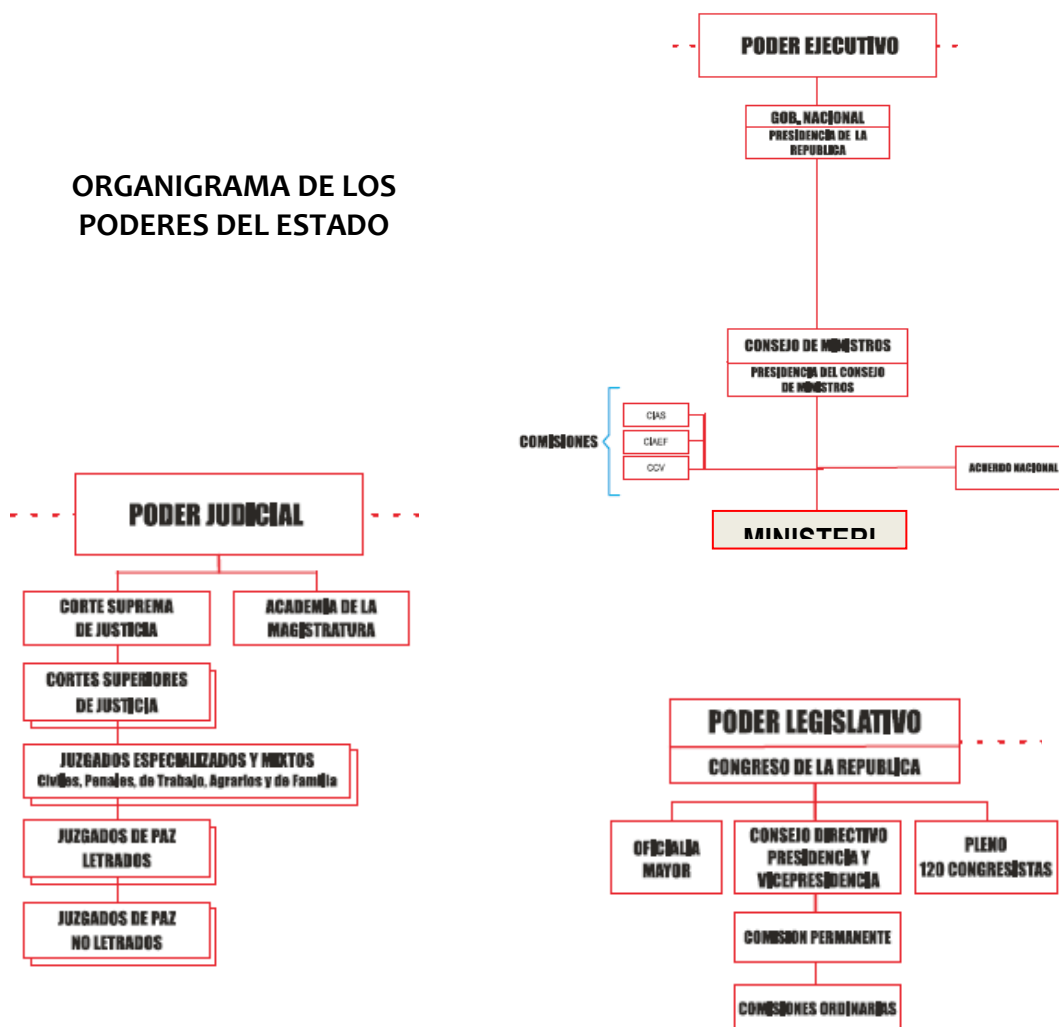 ORGANIGRAMA DE LOS
PODERES DEL ESTADO
PODER EJECUTIVO
GOB. NACIONAL
PRESIDENCIA DE LA
REPUBLICA
CONSEJO DE MINISTROS
PRESIDENCIA DEL CONSEJO
DE MINISTROS
COMISIONES
CIAS
CIAEF
CCV
ACUERDO NACIONAL
MINISTERI
PODER JUDICIAL
CORTE SUPREMA
DE JUSTICIA
ACADEMIA DE LA
MAGISTRATURA
CORTES SUPERIORES
DE JUSTICIA
JUZGADOS ESPECIALIZADOS Y MIXTOS
Civiles, Penales, de Trabajo, Agrarios y de Familia
JUZGADOS DE PAZ
LETRADOS
JUZGADOS DE PAZ
NO LETRADOS
PODER LEGISLATIVO
CONGRESO DE LA REPUBLICA
OFICIALIA
MAYOR
CONSEJO DIRECTIVO
PRESIDENCIA Y
VICEPRESIDENCIA
PLENO
120 CONGRESISTAS
COMISION PERMANENTE
COMISIONES ORDINARIAS